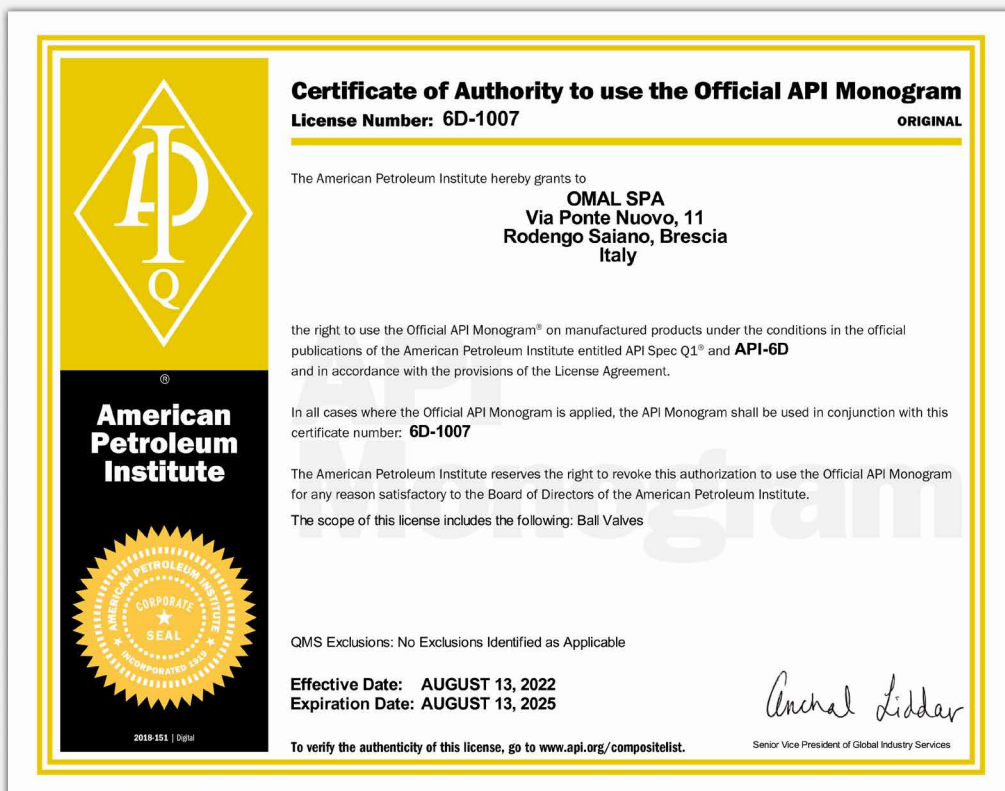 Certificate of Authority to use the Official API Monogram
License Number: 6D-1007
ORIGINAL
The American Petroleum Institute hereby grants to
OMAL SPA
Via Ponte Nuovo, 11
Rodengo Saiano, Brescia
Italy
the right to use the Official API Monogram® on manufactured products under the conditions in the official
publications of the American Petroleum Institute entitled API Spec Q1® and API-6D
and in accordance with the provisions of the License Agreement.
In all cases where the Official API Monogram is applied, the API Monogram shall be used in conjunction with this
certificate number: 6D-1007
The American Petroleum Institute reserves the right to revoke this authorization to use the Official API Monogram
for any reason satisfactory to the Board of Directors of the American Petroleum Institute.
The scope of this license includes the following: Ball Valves
QMS Exclusions: No Exclusions Identified as Applicable
Effective Date: AUGUST 13, 2022
Expiration Date: AUGUST 13, 2025
To verify the authenticity of this license, go to www.api.org/compositelist.
Anchal Liddar
Senior Vice President of Global Industry Services
API
Monogram
API
Q
®
American
Petroleum
Institute
AMERICAN PETROLEUM INSTITUTE
CORPORATE
SEAL
INCORPORATED 1919
2018-151 | Digital